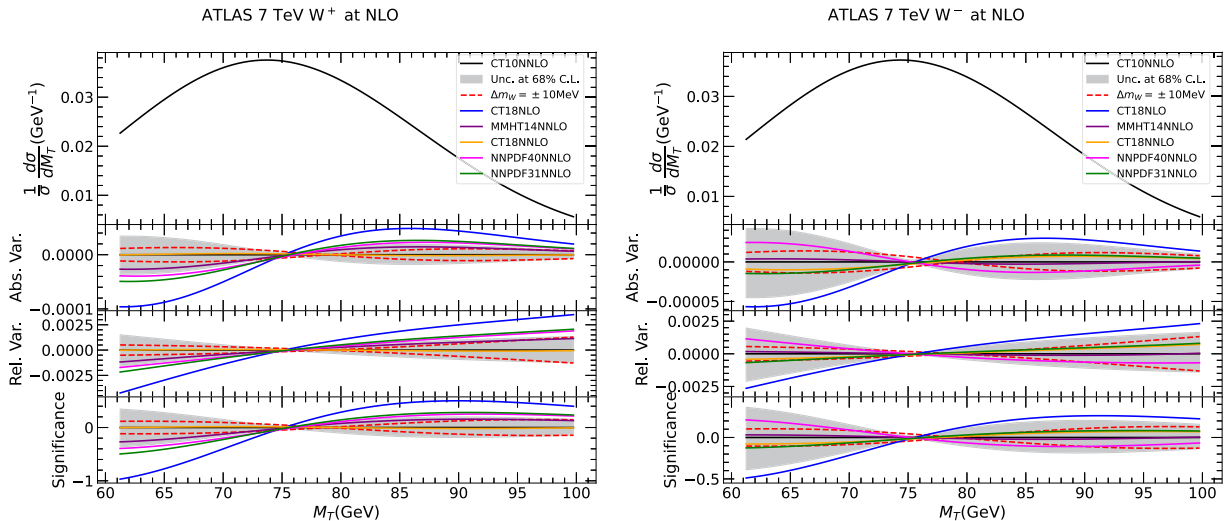 ATLAS 7 TeV W⁺ at NLO
1/σ dσ/dM_T (GeV⁻¹)
0.03
0.02
0.01
CT10NNLO
Unc. at 68% C.L.
Δm_W = ± 10MeV
CT18NLO
MMHT14NNLO
CT18NNLO
NNPDF40NNLO
NNPDF31NNLO
Abs. Var.
0.0000
−0.0001
Rel. Var.
0.0025
0.0000
−0.0025
Significance
0
−1
60 65 70 75 80 85 90 95 100
M_T(GeV)
ATLAS 7 TeV W⁻ at NLO
1/σ dσ/dM_T (GeV⁻¹)
0.03
0.02
0.01
CT10NNLO
Unc. at 68% C.L.
Δm_W = ± 10MeV
CT18NLO
MMHT14NNLO
CT18NNLO
NNPDF40NNLO
NNPDF31NNLO
Abs. Var.
0.00000
−0.00005
Rel. Var.
0.0025
0.0000
−0.0025
Significance
0.0
−0.5
60 65 70 75 80 85 90 95 100
M_T(GeV)